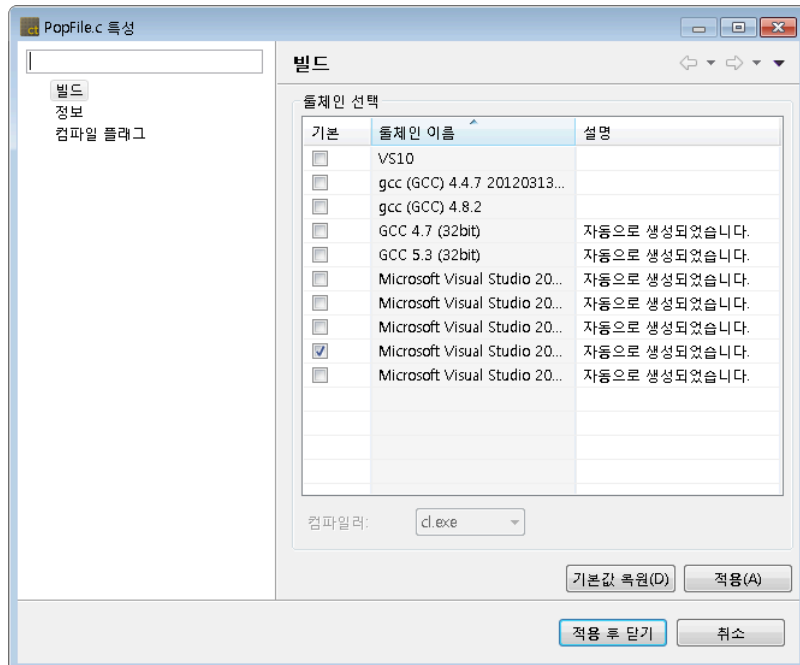 ct PopFile.c 특성
빌드
정보
컴파일 플래그
빌드
툴체인 선택
기본 툴체인 이름 설명
VS10
gcc (GCC) 4.4.7 20120313...
gcc (GCC) 4.8.2
GCC 4.7 (32bit) 자동으로 생성되었습니다.
GCC 5.3 (32bit) 자동으로 생성되었습니다.
Microsoft Visual Studio 20... 자동으로 생성되었습니다.
Microsoft Visual Studio 20... 자동으로 생성되었습니다.
Microsoft Visual Studio 20... 자동으로 생성되었습니다.
Microsoft Visual Studio 20... 자동으로 생성되었습니다.
Microsoft Visual Studio 20... 자동으로 생성되었습니다.
컴파일러: cl.exe
기본값 복원(D) 적용(A)
적용 후 닫기 취소